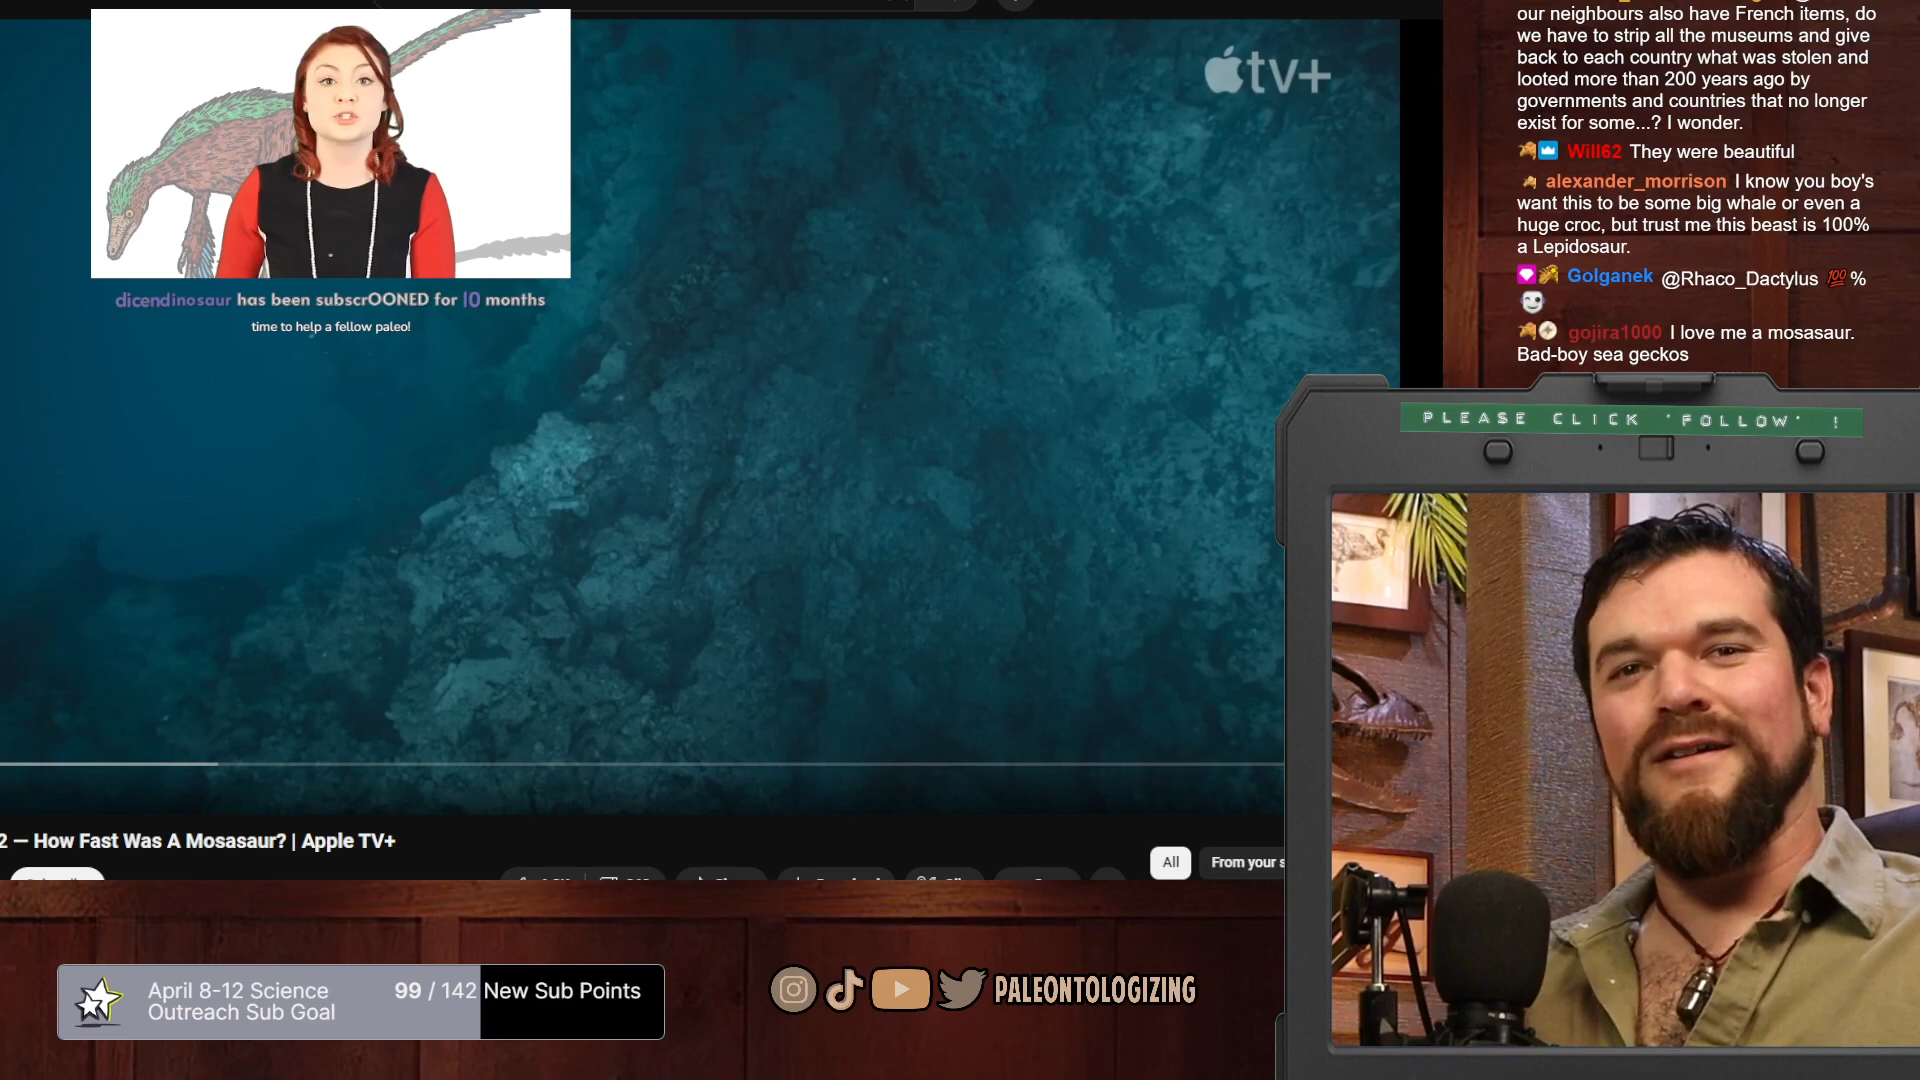 tv+
dicendinosaur has been subscrOONED for 10 months
time to help a fellow paleo!
our neighbours also have French items, do
we have to strip all the museums and give
back to each country what was stolen and
looted more than 200 years ago by
governments and countries that no longer
exist for some...? I wonder.
Will62 They were beautiful
alexander_morrison I know you boy's
want this to be some big whale or even a
huge croc, but trust me this beast is 100%
a Lepidosaur.
Golganek @Rhaco_Dactylus 💯 %
gojira1000 I love me a mosasaur.
Bad-boy sea geckos
PLEASE CLICK 'FOLLOW' !
2 — How Fast Was A Mosasaur? | Apple TV+
All
From your s
April 8-12 Science
Outreach Sub Goal
99 / 142 New Sub Points
PALEONTOLOGIZING